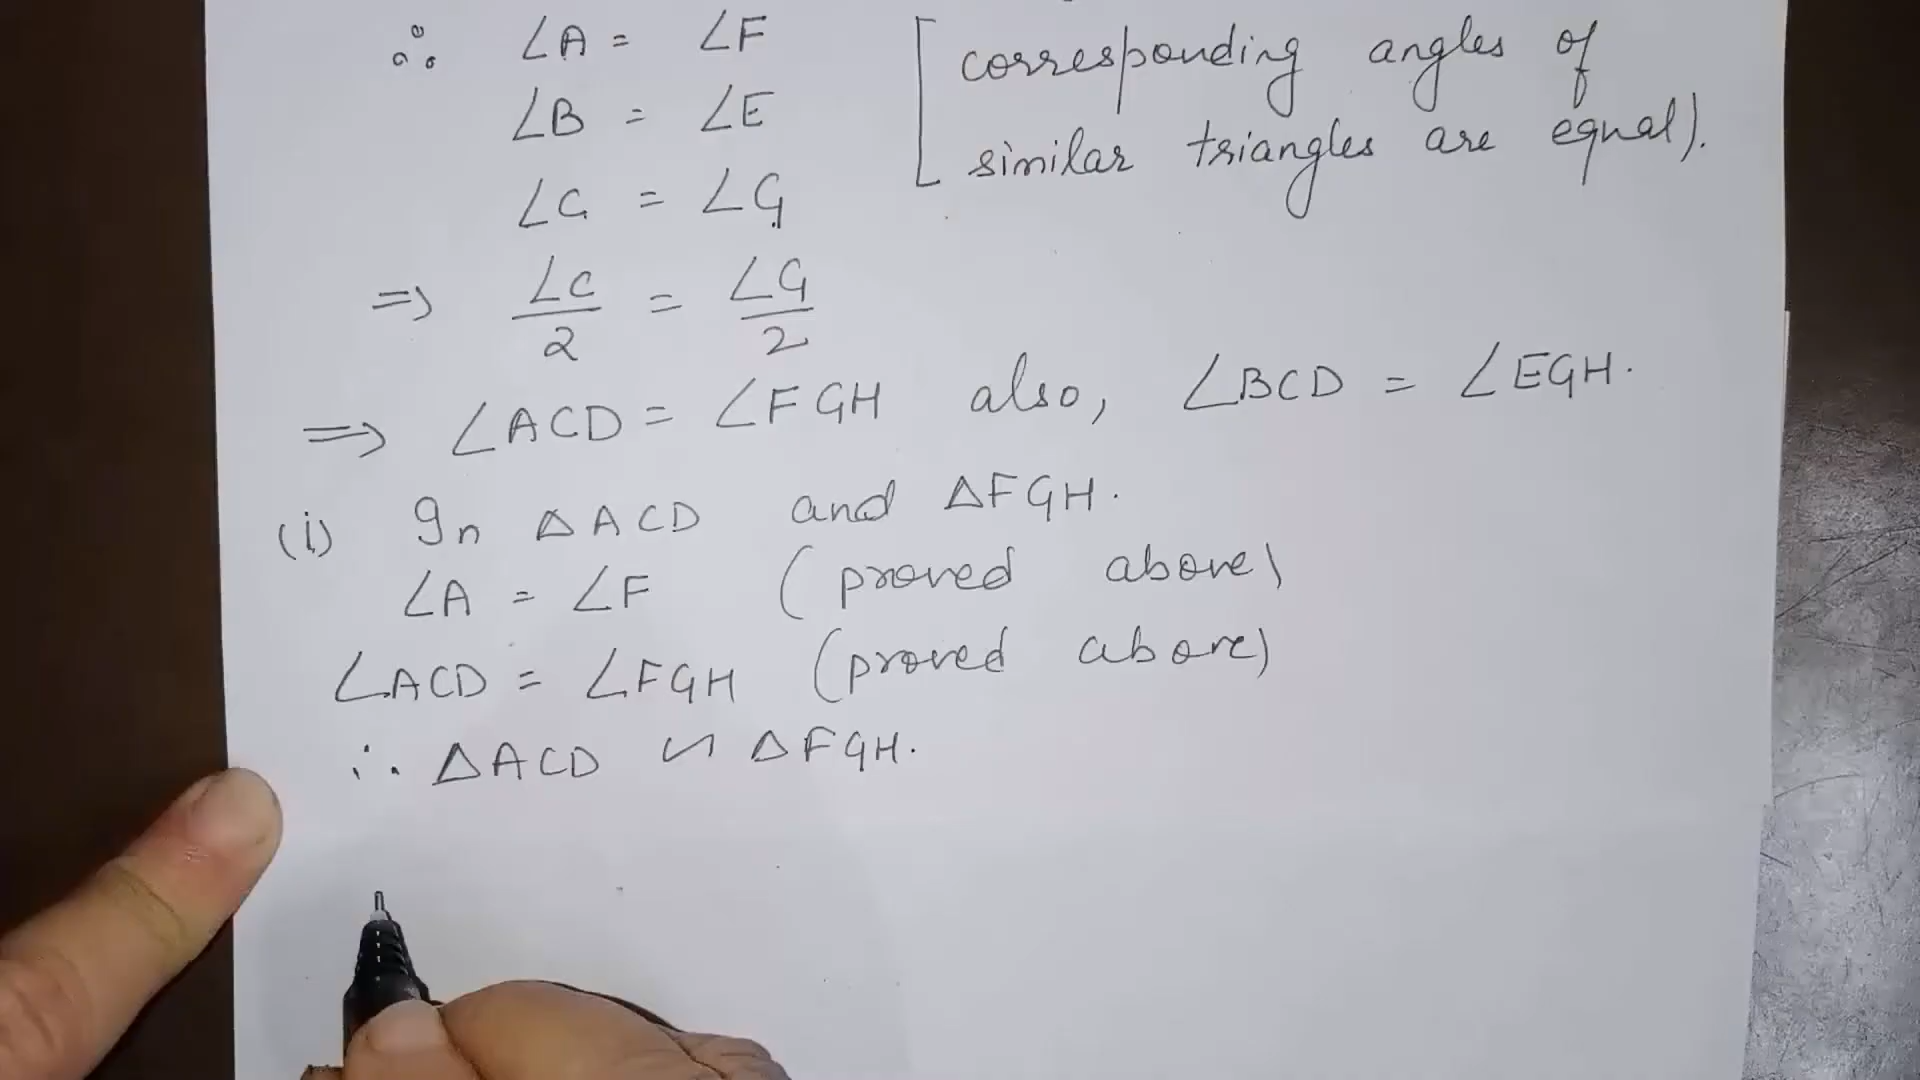 ∴ ∠A = ∠F [corresponding angles of
∠B = ∠E similar triangles are equal).
∠C = ∠G
⇒ ∠C/2 = ∠G/2
⇒ ∠ACD = ∠FGH also, ∠BCD = ∠EGH.
(i) In △ACD and △FGH.
∠A = ∠F (proved above)
∠ACD = ∠FGH (proved above)
∴ △ACD ∽ △FGH.